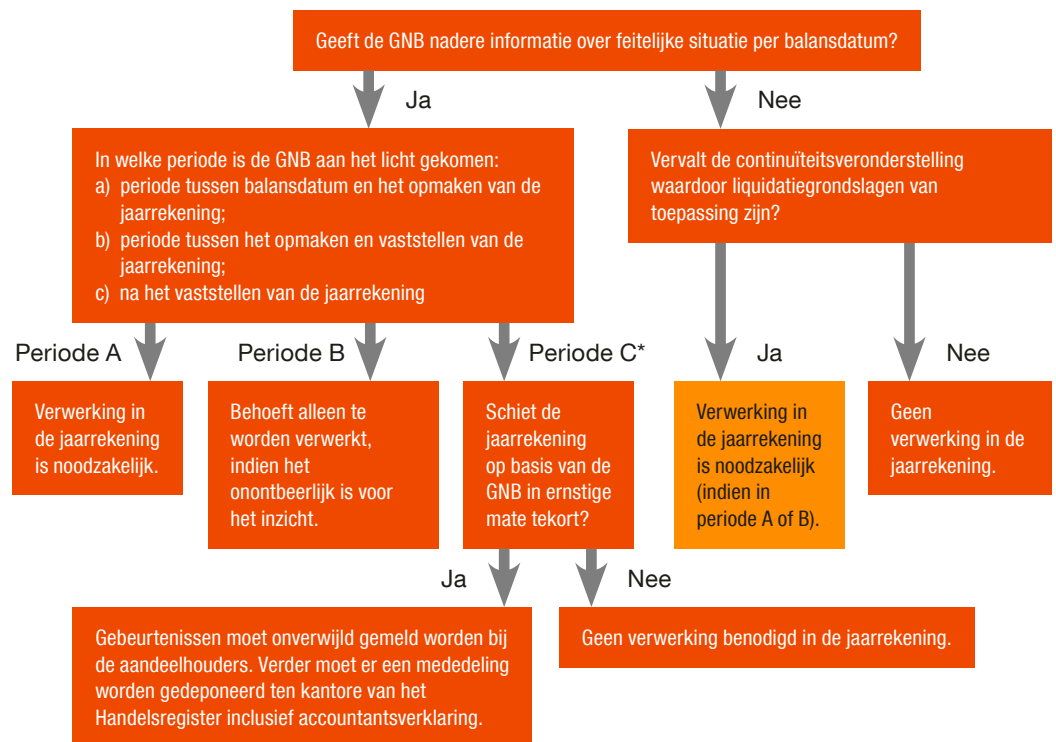 Geeft de GNB nadere informatie over feitelijke situatie per balansdatum?
Ja
Nee
In welke periode is de GNB aan het licht gekomen:
a) periode tussen balansdatum en het opmaken van de
jaarrekening;
b) periode tussen het opmaken en vaststellen van de
jaarrekening;
c) na het vaststellen van de jaarrekening
Vervalt de continuïteitsveronderstelling
waardoor liquidatiegrondslagen van
toepassing zijn?
Periode A
Periode B
Periode C*
Ja
Nee
Verwerking in
de jaarrekening
is noodzakelijk.
Behoeft alleen te
worden verwerkt,
indien het
onontbeerlijk is voor
het inzicht.
Schiet de
jaarrekening
op basis van de
GNB in ernstige
mate tekort?
Verwerking in
de jaarrekening
is noodzakelijk
(indien in
periode A of B).
Geen
verwerking in de
jaarrekening.
Ja
Nee
Gebeurtenissen moet onverwijld gemeld worden bij
de aandeelhouders. Verder moet er een mededeling
worden gedeponeerd ten kantore van het
Handelsregister inclusief accountantsverklaring.
Geen verwerking benodigd in de jaarrekening.